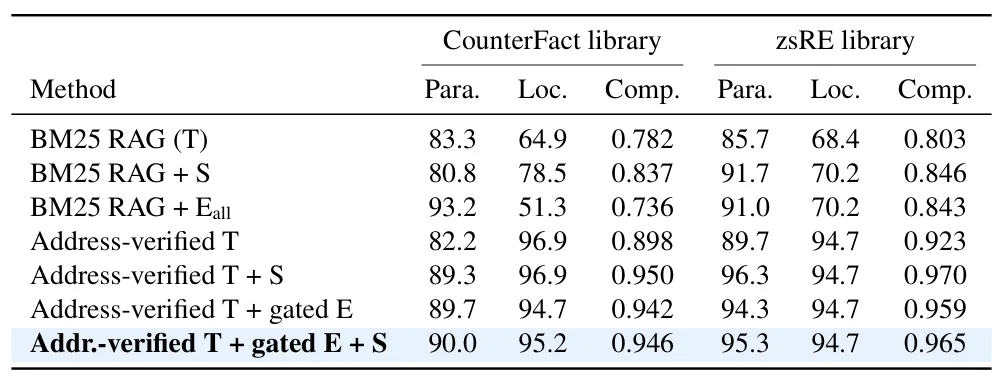 CounterFact library zsRE library
Method Para. Loc. Comp. Para. Loc. Comp.
BM25 RAG (T) 83.3 64.9 0.782 85.7 68.4 0.803
BM25 RAG + S 80.8 78.5 0.837 91.7 70.2 0.846
BM25 RAG + Eall 93.2 51.3 0.736 91.0 70.2 0.843
Address-verified T 82.2 96.9 0.898 89.7 94.7 0.923
Address-verified T + S 89.3 96.9 0.950 96.3 94.7 0.970
Address-verified T + gated E 89.7 94.7 0.942 94.3 94.7 0.959
Addr.-verified T + gated E + S 90.0 95.2 0.946 95.3 94.7 0.965